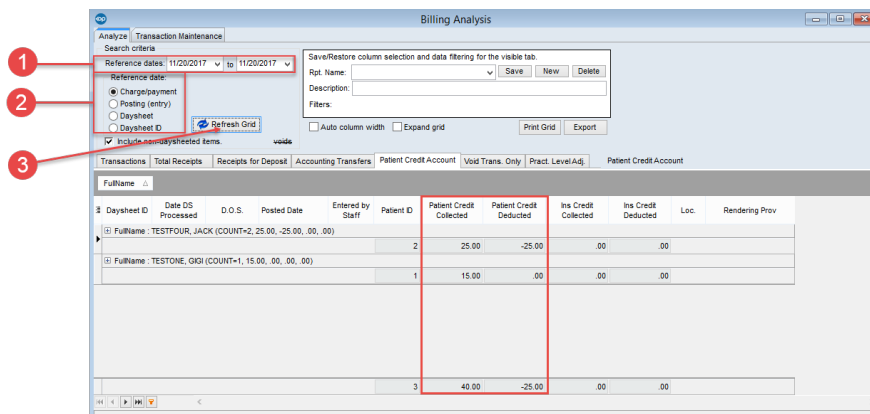 oop
Billing Analysis
Analyze Transaction Maintenance
Search criteria
Reference dates: 11/20/2017 to 11/20/2017
Save/Restore column selection and data filtering for the visible tab.
1
Reference date:
Rpt. Name: Save New Delete
2
Charge/payment
Description:
Posting (entry)
Filters:
Daysheet
Daysheet ID Refresh Grid
Auto column width Expand grid Print Grid Export
3
Include non-daysheeted items. voids
Transactions Total Receipts Receipts for Deposit Accounting Transfers Patient Credit Account Void Trans. Only Pract. Level Adj. Patient Credit Account
FullName
Daysheet ID Date DS Processed D.O.S. Posted Date Entered by Staff Patient ID Patient Credit Collected Patient Credit Deducted Ins Credit Collected Ins Credit Deducted Loc. Rendering Prov
FullName : TESTFOUR, JACK (COUNT=2, 25.00, -25.00, .00, .00)
2 25.00 -25.00 .00 .00
FullName : TESTONE, GIGI (COUNT=1, 15.00, .00, .00, .00)
1 15.00 .00 .00 .00
3 40.00 -25.00 .00 .00